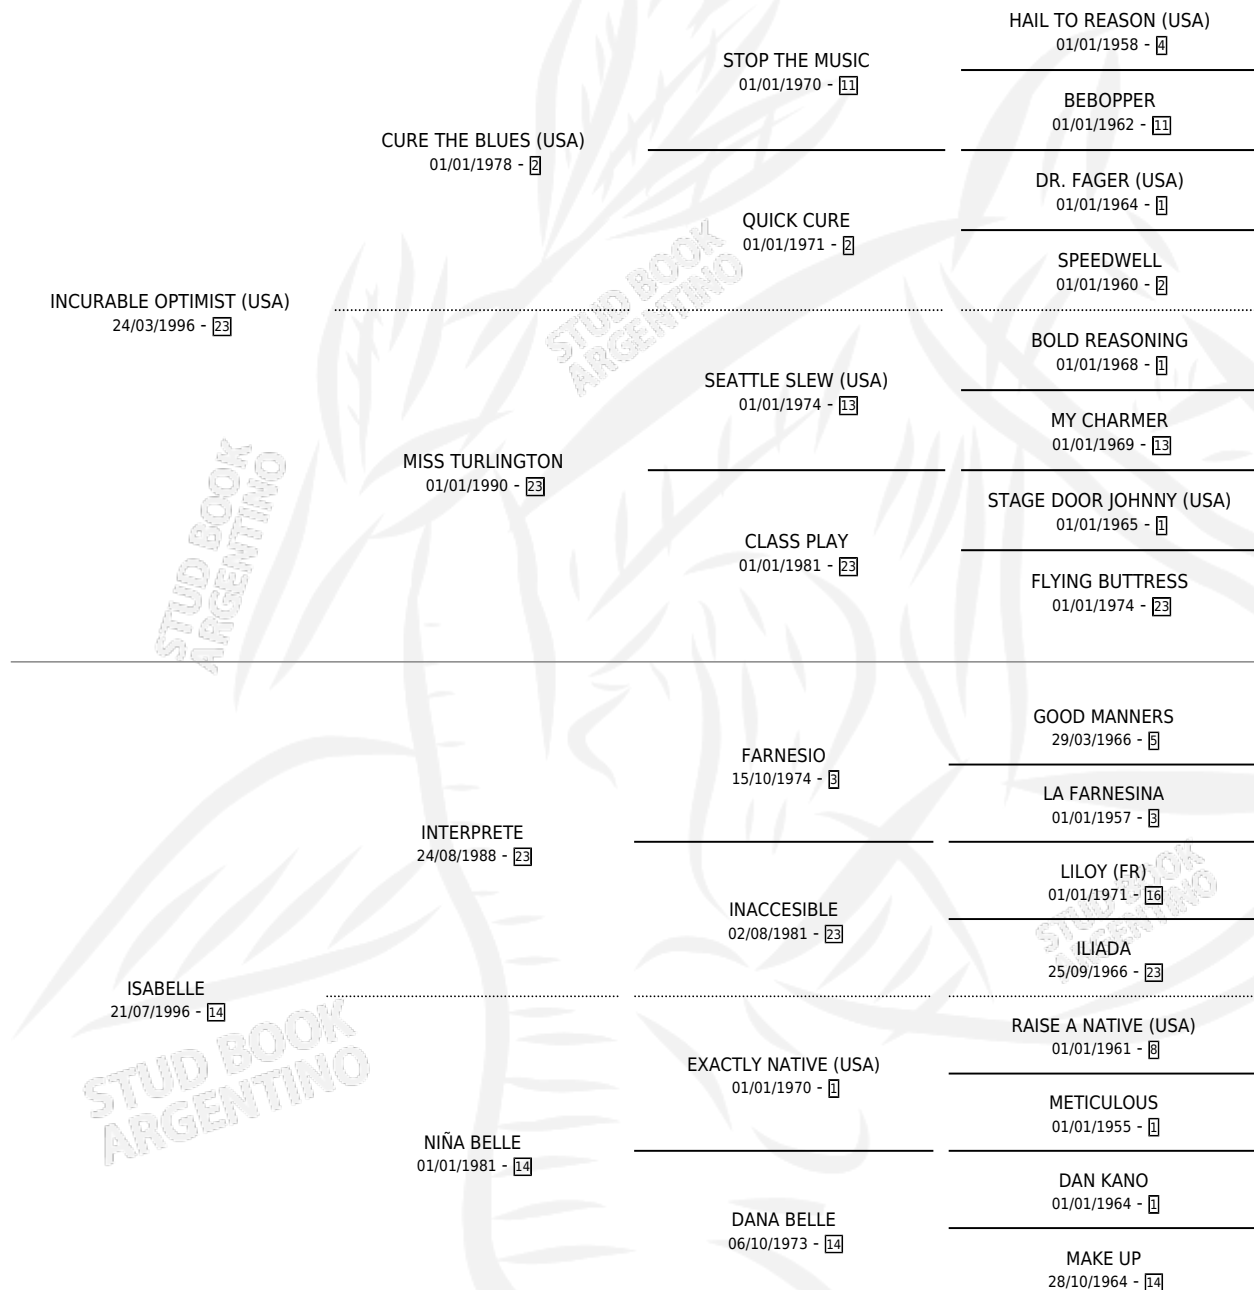 HAIL TO REASON (USA)
01/01/1958 - 4
STOP THE MUSIC
01/01/1970 - 11
BEBOPPER
01/01/1962 - 11
CURE THE BLUES (USA)
01/01/1978 - 2
DR. FAGER (USA)
01/01/1964 - 1
QUICK CURE
01/01/1971 - 2
SPEEDWELL
01/01/1960 - 2
INCURABLE OPTIMIST (USA)
24/03/1996 - 23
BOLD REASONING
01/01/1968 - 1
SEATTLE SLEW (USA)
01/01/1974 - 13
MY CHARMER
01/01/1969 - 13
MISS TURLINGTON
01/01/1990 - 23
STAGE DOOR JOHNNY (USA)
01/01/1965 - 1
CLASS PLAY
01/01/1981 - 23
FLYING BUTTRESS
01/01/1974 - 23
GOOD MANNERS
29/03/1966 - 5
FARNESIO
15/10/1974 - 3
LA FARNESINA
01/01/1957 - 3
INTERPRETE
24/08/1988 - 23
LILOY (FR)
01/01/1971 - 16
INACCESIBLE
02/08/1981 - 23
ILIADA
25/09/1966 - 23
ISABELLE
21/07/1996 - 14
RAISE A NATIVE (USA)
01/01/1961 - 8
EXACTLY NATIVE (USA)
01/01/1970 - 1
METICULOUS
01/01/1955 - 1
NIÑA BELLE
01/01/1981 - 14
DAN KANO
01/01/1964 - 1
DANA BELLE
06/10/1973 - 14
MAKE UP
28/10/1964 - 14
STUD BOOK
ARGENTINO
STUD BOOK
ARGENTINO
STUD BOOK
ARGENTINO
STUD BOOK
ARGENTINO